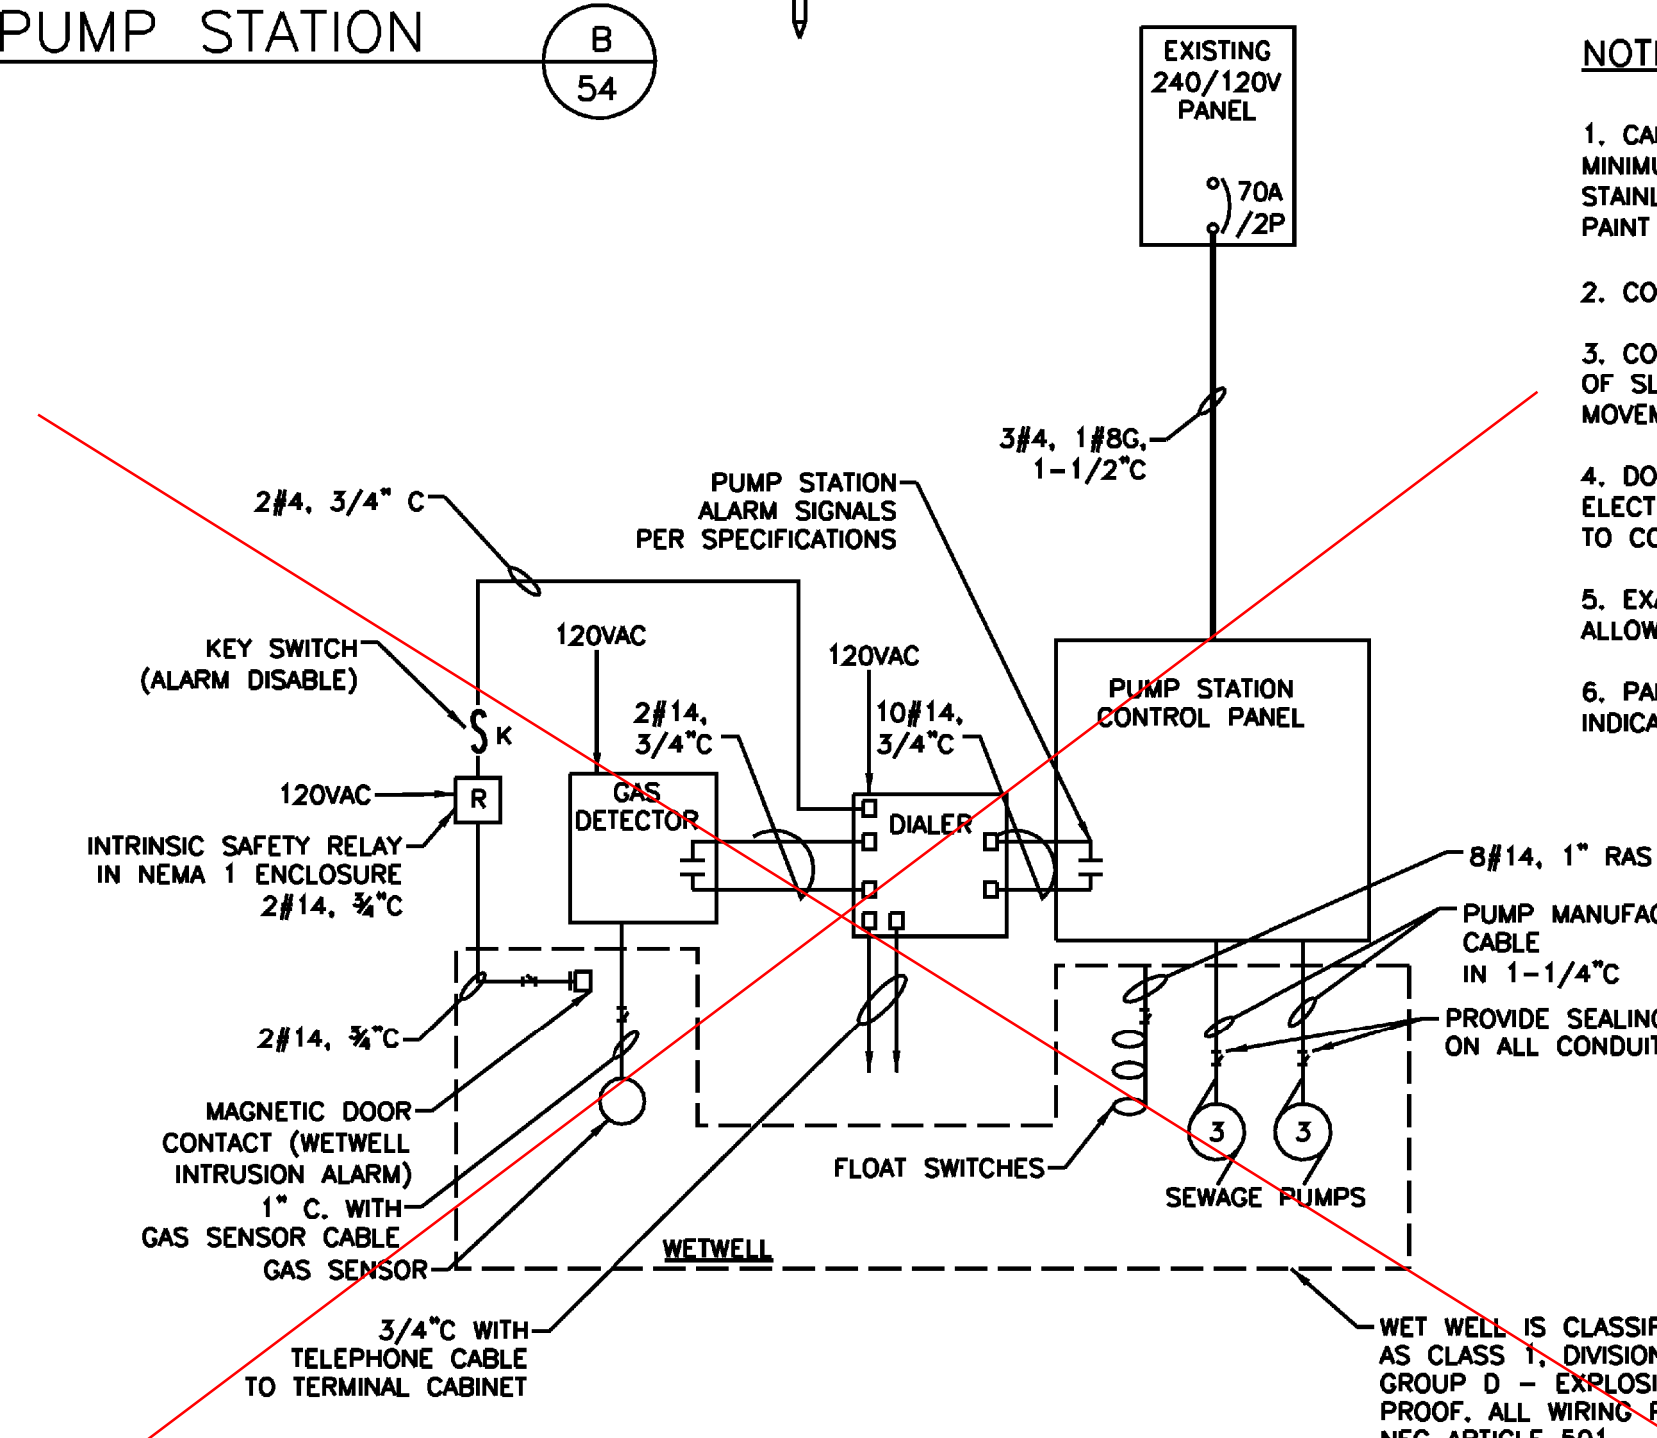 PUMP STATION
B
54
EXISTING
240/120V
PANEL
70A
/2P
3#4, 1#8G,
1-1/2"C
PUMP STATION
ALARM SIGNALS
PER SPECIFICATIONS
2#4, 3/4" C
KEY SWITCH
(ALARM DISABLE)
K
120VAC
R
INTRINSIC SAFETY RELAY
IN NEMA 1 ENCLOSURE
2#14, ¾"C
120VAC
2#14,
3/4"C
GAS
DETECTOR
120VAC
10#14,
3/4"C
DIALER
PUMP STATION
CONTROL PANEL
2#14, ¾"C
MAGNETIC DOOR
CONTACT (WETWELL
INTRUSION ALARM)
1" C. WITH
GAS SENSOR CABLE
GAS SENSOR
3/4"C WITH
TELEPHONE CABLE
TO TERMINAL CABINET
WETWELL
FLOAT SWITCHES
3
3
SEWAGE PUMPS
8#14, 1" RAS
PUMP MANUFAC
CABLE
IN 1-1/4"C
PROVIDE SEALING
ON ALL CONDUIT
WET WELL IS CLASSIF
AS CLASS 1, DIVISION
GROUP D - EXPLOSI
PROOF. ALL WIRING
NEC ARTICLE 501
NOT
1. CA
MINIMU
STAINL
PAINT
2. CO
3. CO
OF SL
MOVEM
4. DO
ELECT
TO CO
5. EXA
ALLOW
6. PA
INDICA